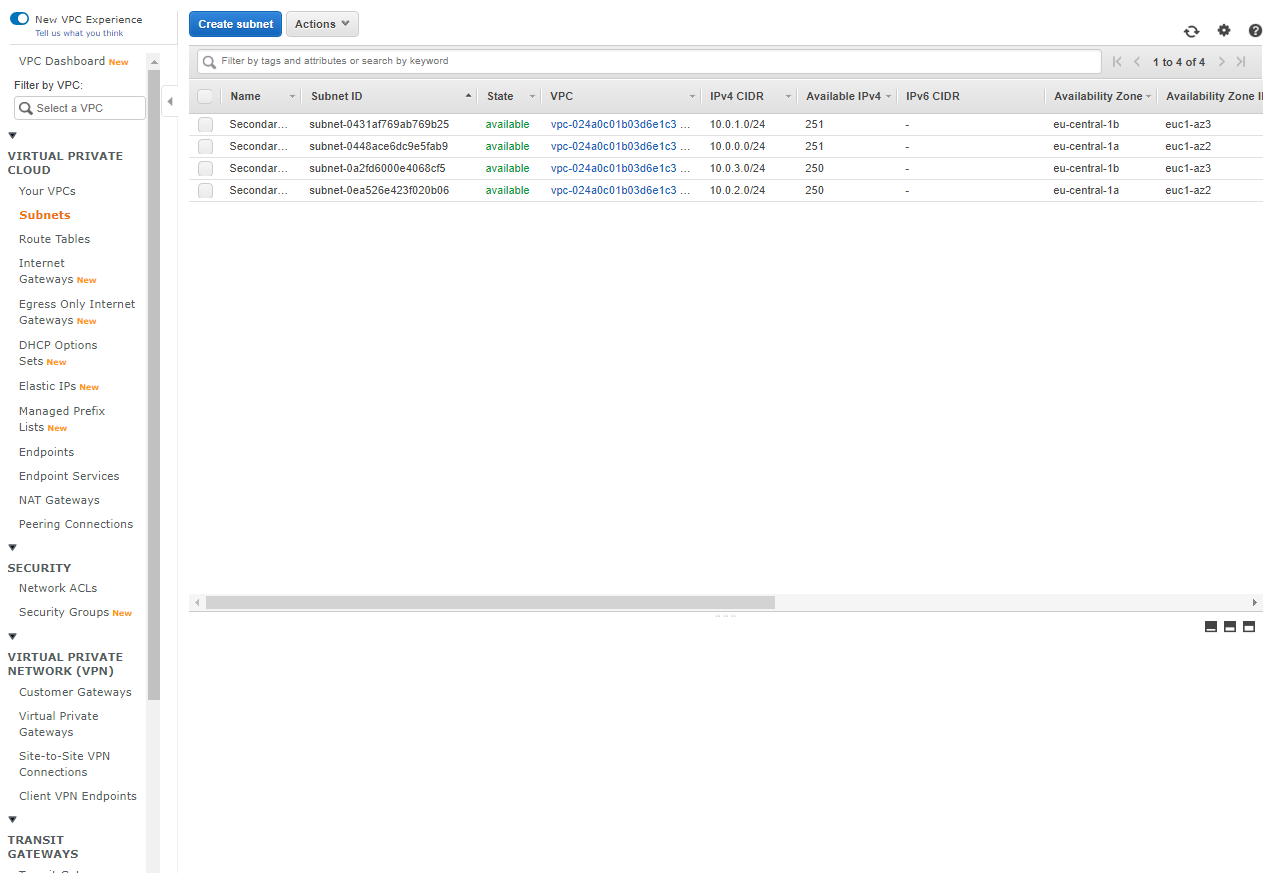 New VPC Experience
Tell us what you think
VPC Dashboard New
Filter by VPC:
Select a VPC
VIRTUAL PRIVATE
CLOUD
Your VPCs
Subnets
Route Tables
Internet
Gateways New
Egress Only Internet
Gateways New
DHCP Options
Sets New
Elastic IPs New
Managed Prefix
Lists New
Endpoints
Endpoint Services
NAT Gateways
Peering Connections
SECURITY
Network ACLs
Security Groups New
VIRTUAL PRIVATE
NETWORK (VPN)
Customer Gateways
Virtual Private
Gateways
Site-to-Site VPN
Connections
Client VPN Endpoints
TRANSIT
GATEWAYS
Create subnet Actions
Filter by tags and attributes or search by keyword
1 to 4 of 4
Name Subnet ID State VPC IPv4 CIDR Available IPv4 IPv6 CIDR Availability Zone Availability Zone ID
Secondar... subnet-0431af769ab769b25 available vpc-024a0c01b03d6e1c3 ... 10.0.1.0/24 251 - eu-central-1b euc1-az3
Secondar... subnet-0448ace6dc9e5fab9 available vpc-024a0c01b03d6e1c3 ... 10.0.0.0/24 251 - eu-central-1a euc1-az2
Secondar... subnet-0a2fd6000e4068cf5 available vpc-024a0c01b03d6e1c3 ... 10.0.3.0/24 250 - eu-central-1b euc1-az3
Secondar... subnet-0ea526e423f020b06 available vpc-024a0c01b03d6e1c3 ... 10.0.2.0/24 250 - eu-central-1a euc1-az2